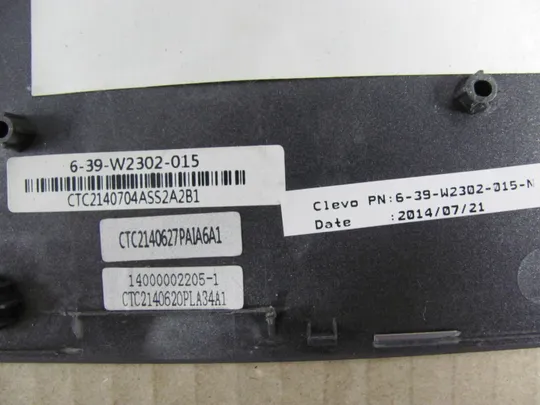 6-39-W2302-015
CTC2140704ASS2A2B1
Clevo PN:6-39-W2302-015-N
Date :2014/07/21
CTC2140627PAIA6A1
14000002205-1
CTC2140620PLA34A1